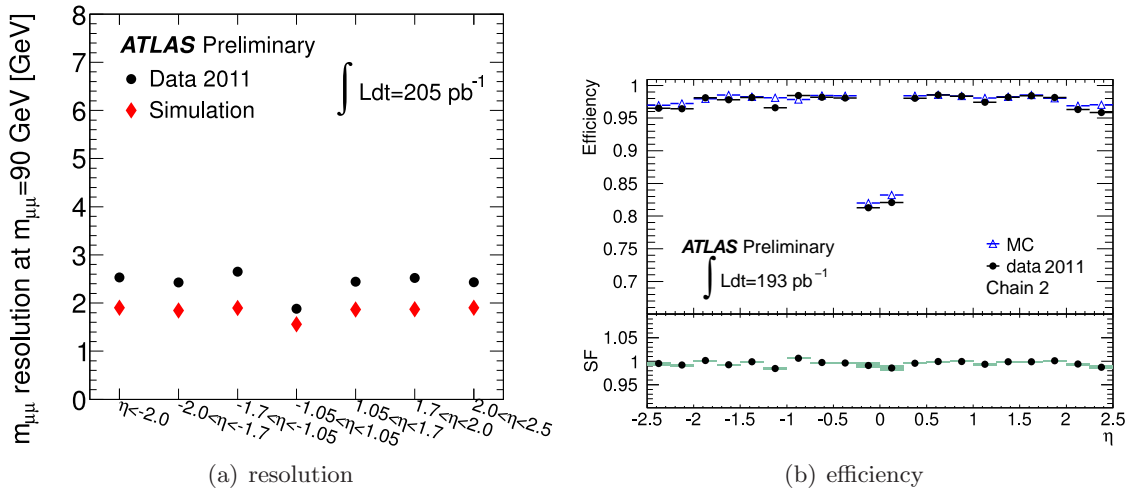 mμμ resolution at mμμ=90 GeV [GeV]
8
7
6
5
4
3
2
1
0
ATLAS Preliminary
Data 2011
Simulation
∫ Ldt=205 pb-1
η<-2.0
-2.0<η<-1.7
-1.7<η<-1.05
-1.05<η<1.05
1.05<η<1.7
1.7<η<2.0
2.0<η<2.5
(a) resolution
Efficiency
1
0.95
0.9
0.85
0.8
0.75
0.7
ATLAS Preliminary
∫ Ldt=193 pb-1
MC
data 2011
Chain 2
SF
1.05
1
0.95
-2.5 -2 -1.5 -1 -0.5 0 0.5 1 1.5 2 2.5
η
(b) efficiency